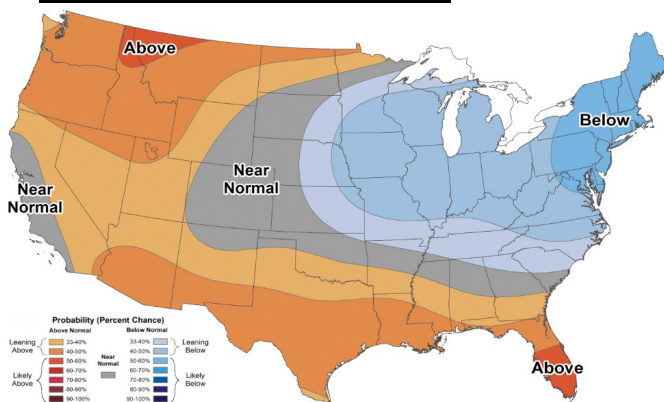 Above
Below
Near
Normal
Near
Normal
Above
Probability (Percent Chance)
Above Normal
Below Normal
Leaning
Above
33-40%
40-50%
Likely
Above
50-60%
60-70%
70-80%
80-90%
90-100%
Near
Normal
33-40%
40-50%
Leaning
Below
50-60%
60-70%
70-80%
80-90%
90-100%
Likely
Below